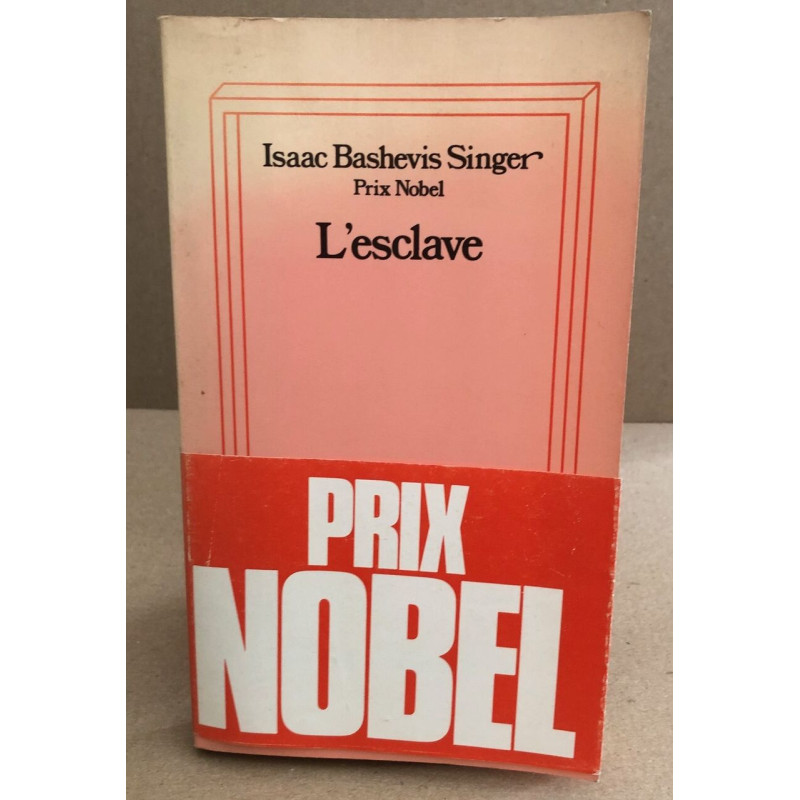 Isaac Bashevis Singer
Prix Nobel
L'esclave
PRIX
NOBEL